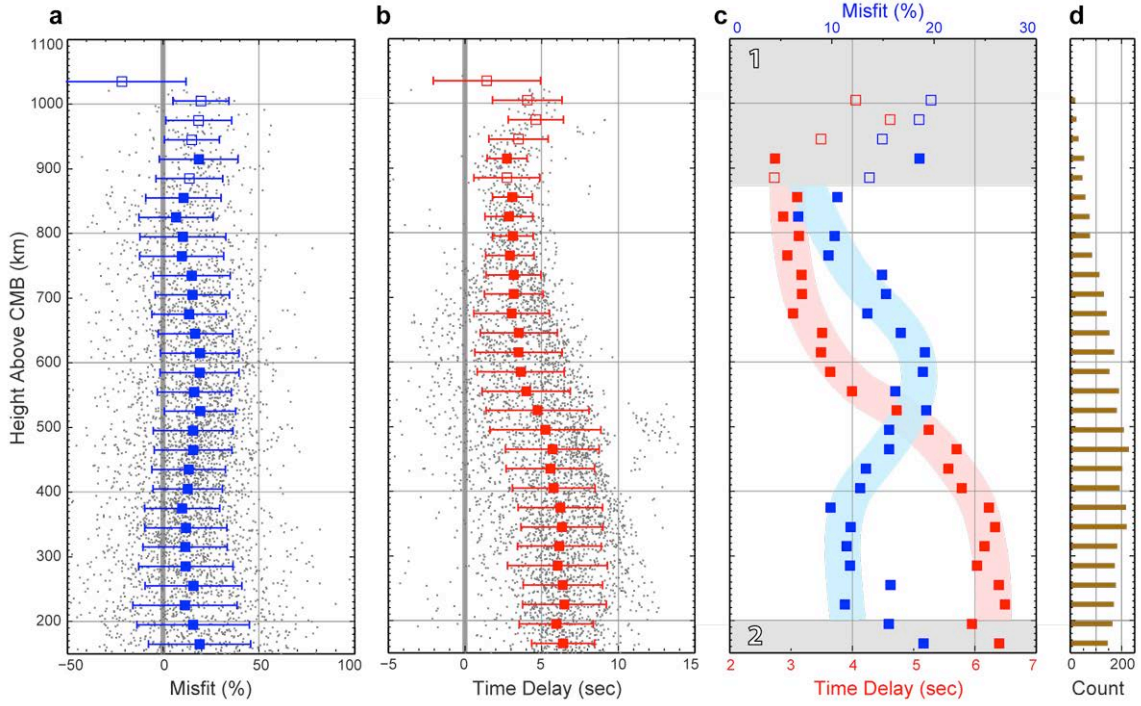 a
b
c
d
Misfit (%)
0 10 20 30
1100
1000
900
800
700
600
500
400
300
200
Height Above CMB (km)
1
2
−50 0 50 100
Misfit (%)
−5 0 5 10 15
Time Delay (sec)
2 3 4 5 6 7
Time Delay (sec)
0 100 200
Count